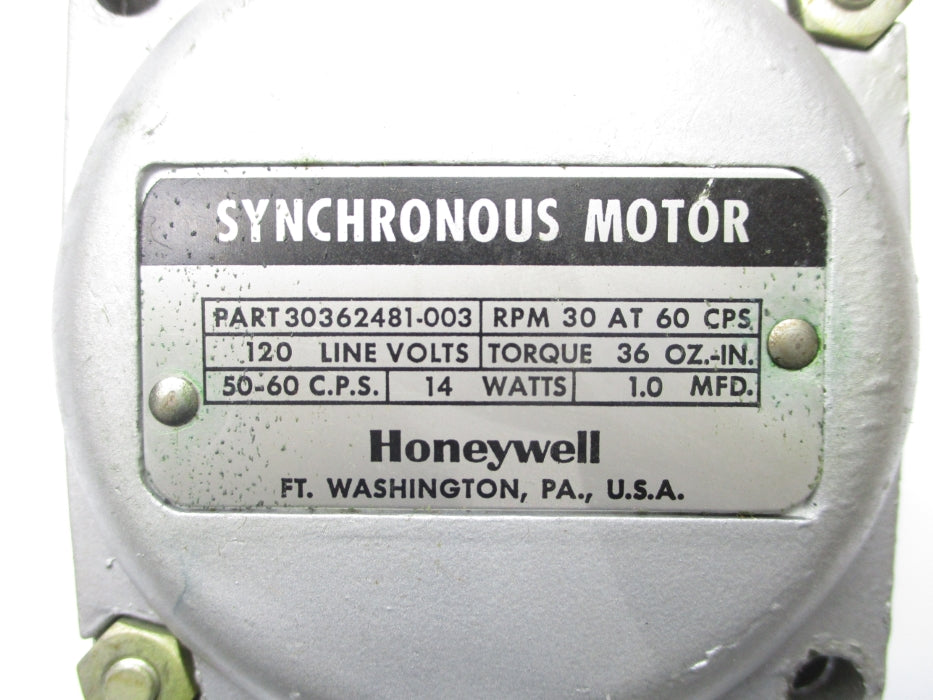 SYNCHRONOUS MOTOR
PART 30362481-003 RPM 30 AT 60 CPS
120 LINE VOLTS TORQUE 36 OZ.-IN.
50-60 C.P.S. 14 WATTS 1.0 MFD.
Honeywell
FT. WASHINGTON, PA., U.S.A.